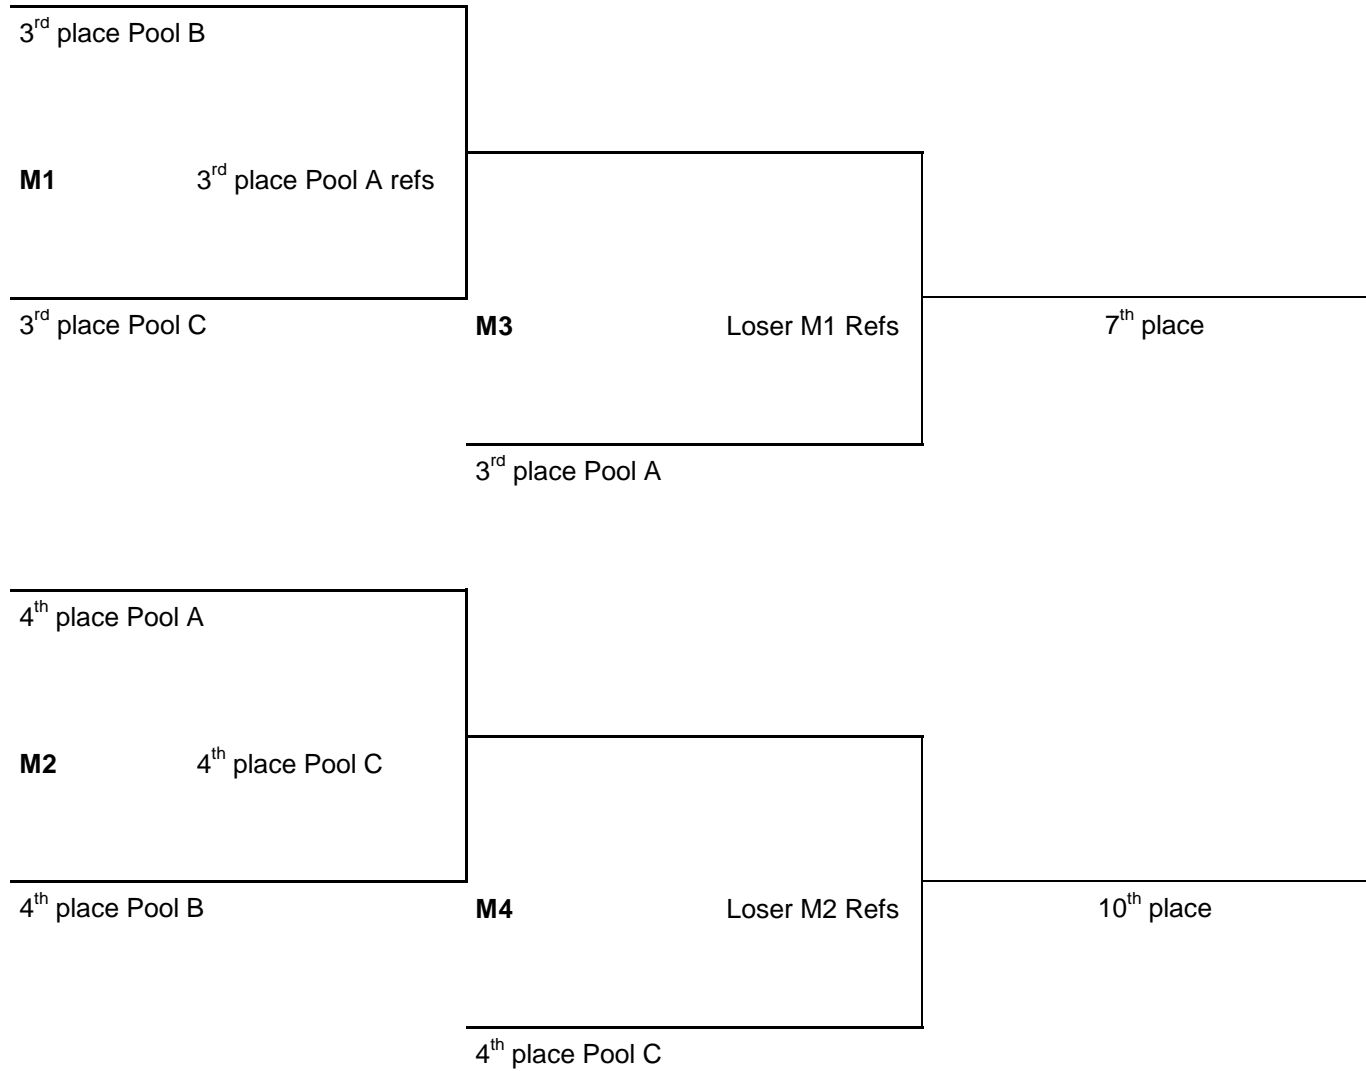 3rd place Pool B
M1 3rd place Pool A refs
3rd place Pool C
M3 Loser M1 Refs
7th place
3rd place Pool A
4th place Pool A
M2 4th place Pool C
4th place Pool B
M4 Loser M2 Refs
10th place
4th place Pool C